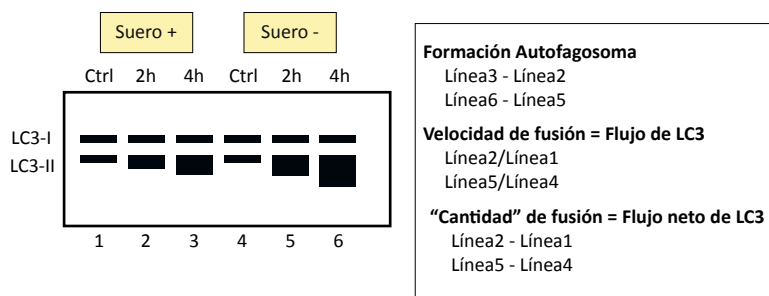 Suero + Suero -
Ctrl 2h 4h Ctrl 2h 4h
LC3-I
LC3-II
1 2 3 4 5 6
Formación Autofagosoma
Línea3 - Línea2
Línea6 - Línea5
Velocidad de fusión = Flujo de LC3
Línea2/Línea1
Línea5/Línea4
“Cantidad” de fusión = Flujo neto de LC3
Línea2 - Línea1
Línea5 - Línea4